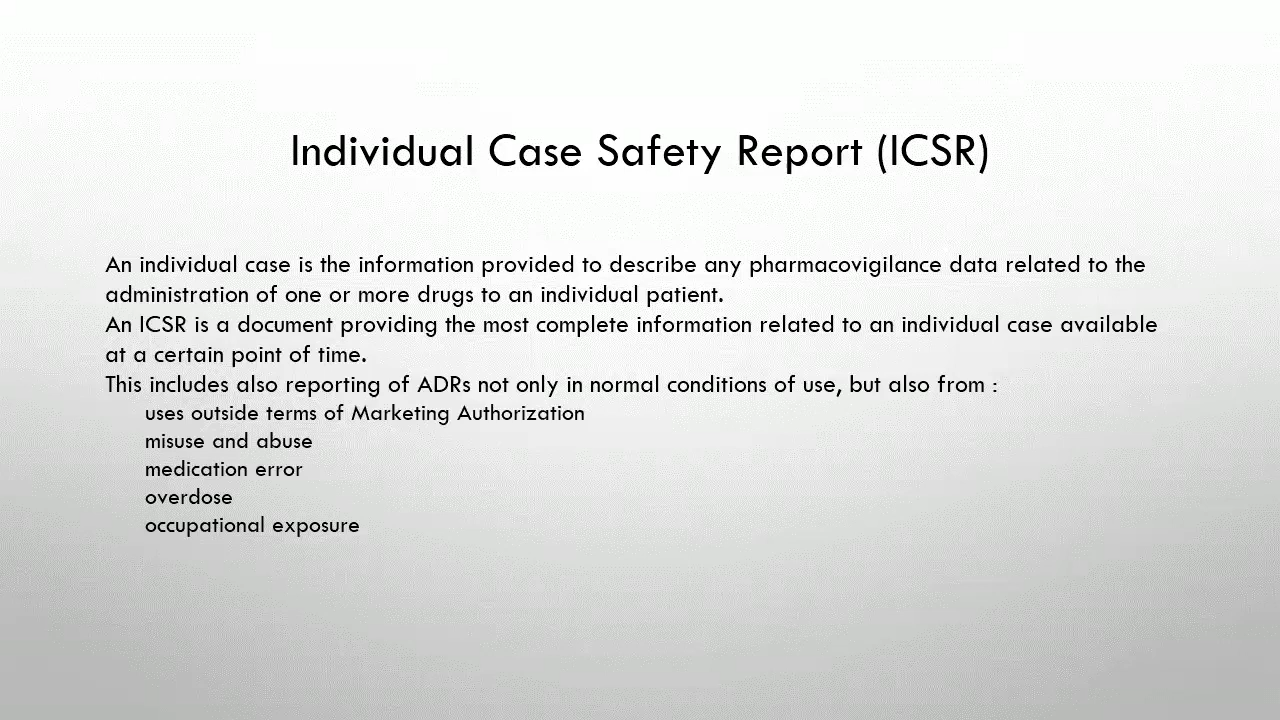 Individual Case Safety Report (ICSR)
An individual case is the information provided to describe any pharmacovigilance data related to the
administration of one or more drugs to an individual patient.
An ICSR is a document providing the most complete information related to an individual case available
at a certain point of time.
This includes also reporting of ADRs not only in normal conditions of use, but also from :
uses outside terms of Marketing Authorization
misuse and abuse
medication error
overdose
occupational exposure